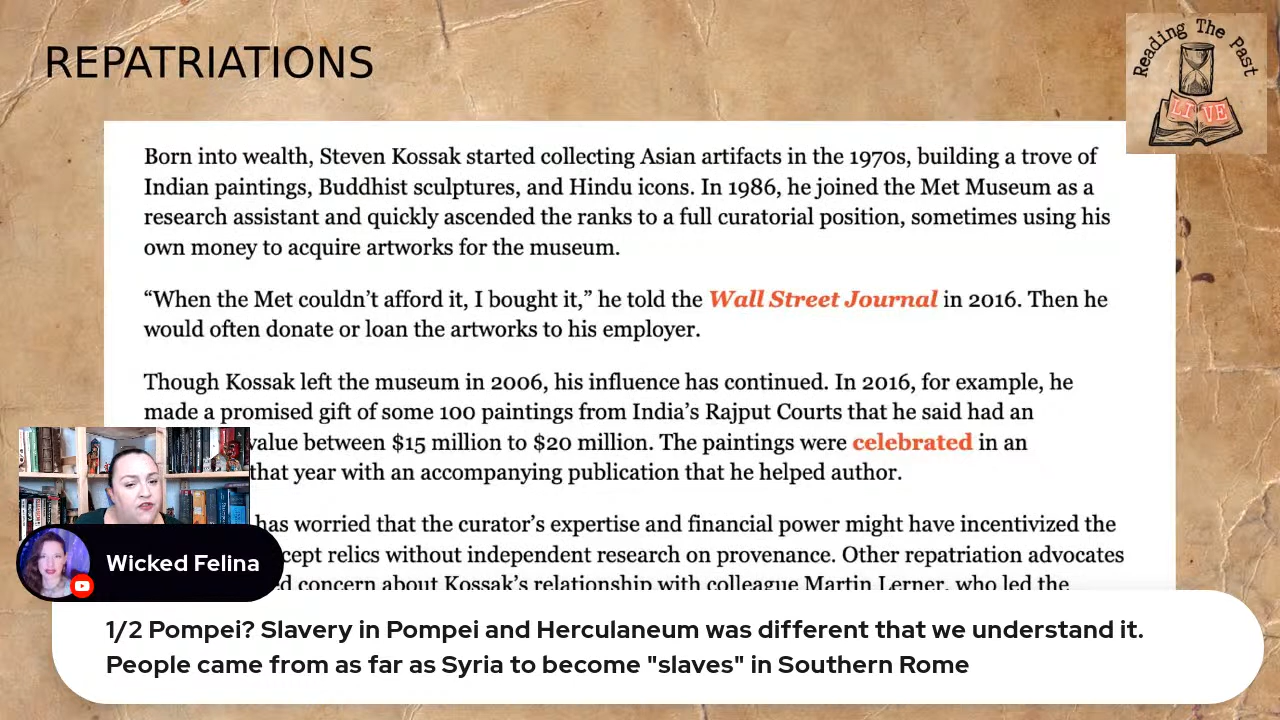 REPATRIATIONS
Reading The Past
LIVE
Born into wealth, Steven Kossak started collecting Asian artifacts in the 1970s, building a trove of
Indian paintings, Buddhist sculptures, and Hindu icons. In 1986, he joined the Met Museum as a
research assistant and quickly ascended the ranks to a full curatorial position, sometimes using his
own money to acquire artworks for the museum.
“When the Met couldn’t afford it, I bought it,” he told the Wall Street Journal in 2016. Then he
would often donate or loan the artworks to his employer.
Though Kossak left the museum in 2006, his influence has continued. In 2016, for example, he
made a promised gift of some 100 paintings from India’s Rajput Courts that he said had an
value between $15 million to $20 million. The paintings were celebrated in an
that year with an accompanying publication that he helped author.
has worried that the curator’s expertise and financial power might have incentivized the
relics without independent research on provenance. Other repatriation advocates
concern about Kossak’s relationship with colleague Martin Lerner, who led the
Wicked Felina
1/2 Pompei? Slavery in Pompei and Herculaneum was different that we understand it.
People came from as far as Syria to become "slaves" in Southern Rome